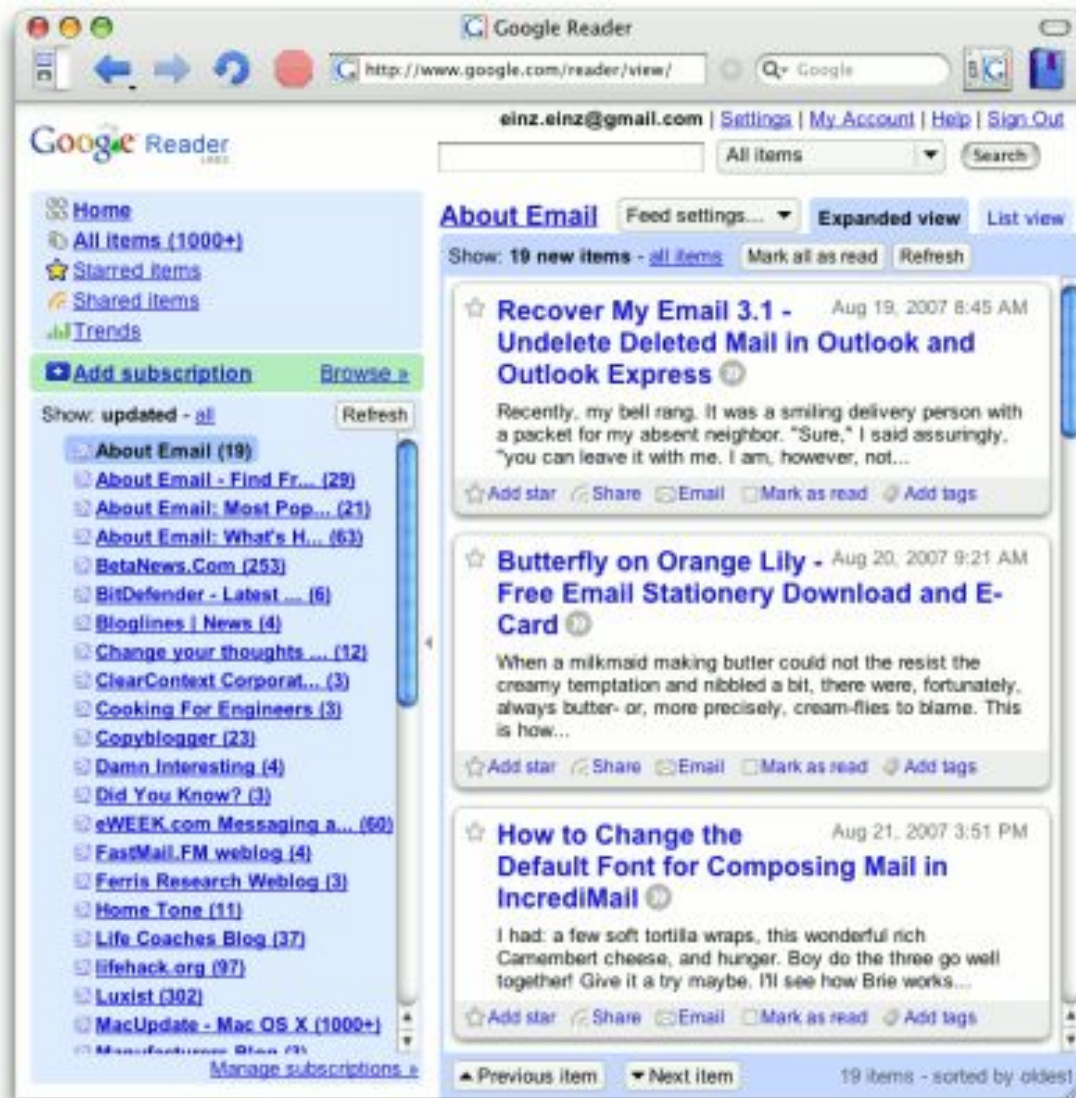 Google Reader
http://www.google.com/reader/view/
Google
einz.einz@gmail.com | Settings | My Account | Help | Sign Out
Google Reader
LABS
All items
Search
Home
All items (1000+)
Starred items
Shared items
Trends
Add subscription Browse »
Show: updated - all Refresh
About Email (19)
About Email - Find Fr... (29)
About Email: Most Pop... (21)
About Email: What's H... (63)
BetaNews.Com (253)
BitDefender - Latest ... (6)
Bloglines | News (4)
Change your thoughts ... (12)
ClearContext Corporat... (3)
Cooking For Engineers (3)
Copyblogger (23)
Damn Interesting (4)
Did You Know? (3)
eWEEK.com Messaging a... (60)
FastMail.FM weblog (4)
Ferris Research Weblog (3)
Home Tone (11)
Life Coaches Blog (37)
lifehack.org (97)
Luxist (302)
MacUpdate - Mac OS X (1000+)
Manufacturers Blog (3)
Manage subscriptions »
About Email Feed settings... Expanded view List view
Show: 19 new items - all items Mark all as read Refresh
Recover My Email 3.1 - Aug 19, 2007 8:45 AM
Undelete Deleted Mail in Outlook and
Outlook Express
Recently, my bell rang. It was a smiling delivery person with
a packet for my absent neighbor. "Sure," I said assuringly,
"you can leave it with me. I am, however, not...
Add star Share Email Mark as read Add tags
Butterfly on Orange Lily - Aug 20, 2007 9:21 AM
Free Email Stationery Download and E-
Card
When a milkmaid making butter could not the resist the
creamy temptation and nibbled a bit, there were, fortunately,
always butter- or, more precisely, cream-flies to blame. This
is how...
Add star Share Email Mark as read Add tags
How to Change the Aug 21, 2007 3:51 PM
Default Font for Composing Mail in
IncrediMail
I had: a few soft tortilla wraps, this wonderful rich
Camembert cheese, and hunger. Boy do the three go well
together! Give it a try maybe. I'll see how Brie works...
Add star Share Email Mark as read Add tags
Previous item Next item 19 items - sorted by oldest